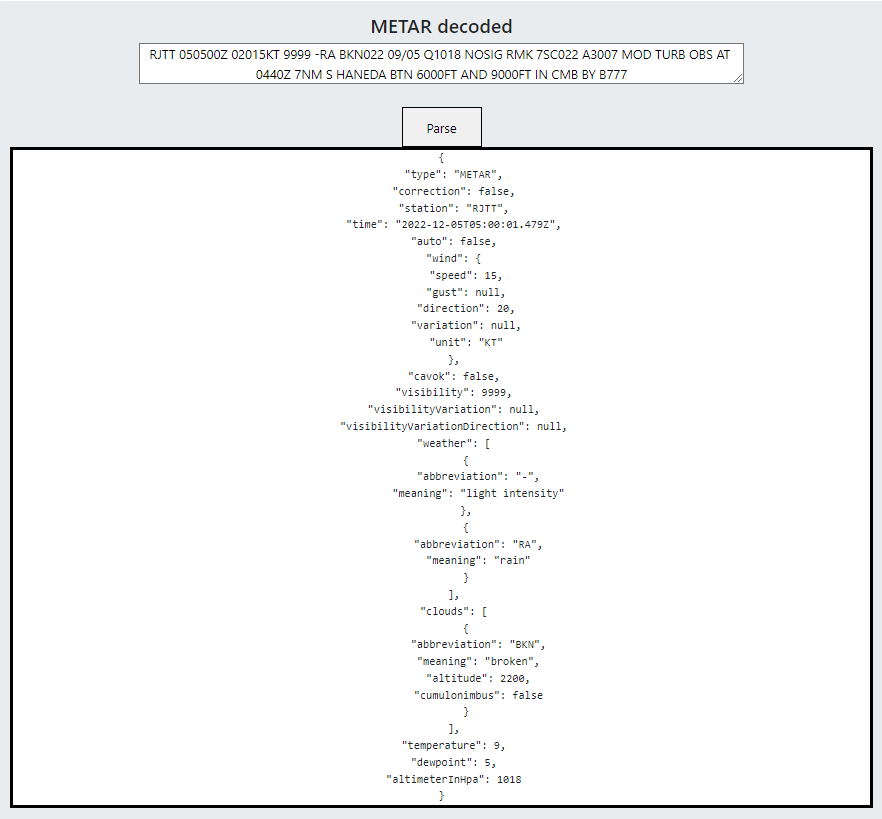 METAR decoded
RJTT 050500Z 02015KT 9999 -RA BKN022 09/05 Q1018 NOSIG RMK 7SC022 A3007 MOD TURB OBS AT
0440Z 7NM S HANEDA BTN 6000FT AND 9000FT IN CMB BY B777
Parse
{
"type": "METAR",
"correction": false,
"station": "RJTT",
"time": "2022-12-05T05:00:01.479Z",
"auto": false,
"wind": {
"speed": 15,
"gust": null,
"direction": 20,
"variation": null,
"unit": "KT"
},
"cavok": false,
"visibility": 9999,
"visibilityVariation": null,
"visibilityVariationDirection": null,
"weather": [
{
"abbreviation": "-",
"meaning": "light intensity"
},
{
"abbreviation": "RA",
"meaning": "rain"
}
],
"clouds": [
{
"abbreviation": "BKN",
"meaning": "broken",
"altitude": 2200,
"cumulonimbus": false
}
],
"temperature": 9,
"dewpoint": 5,
"altimeterInHpa": 1018
}